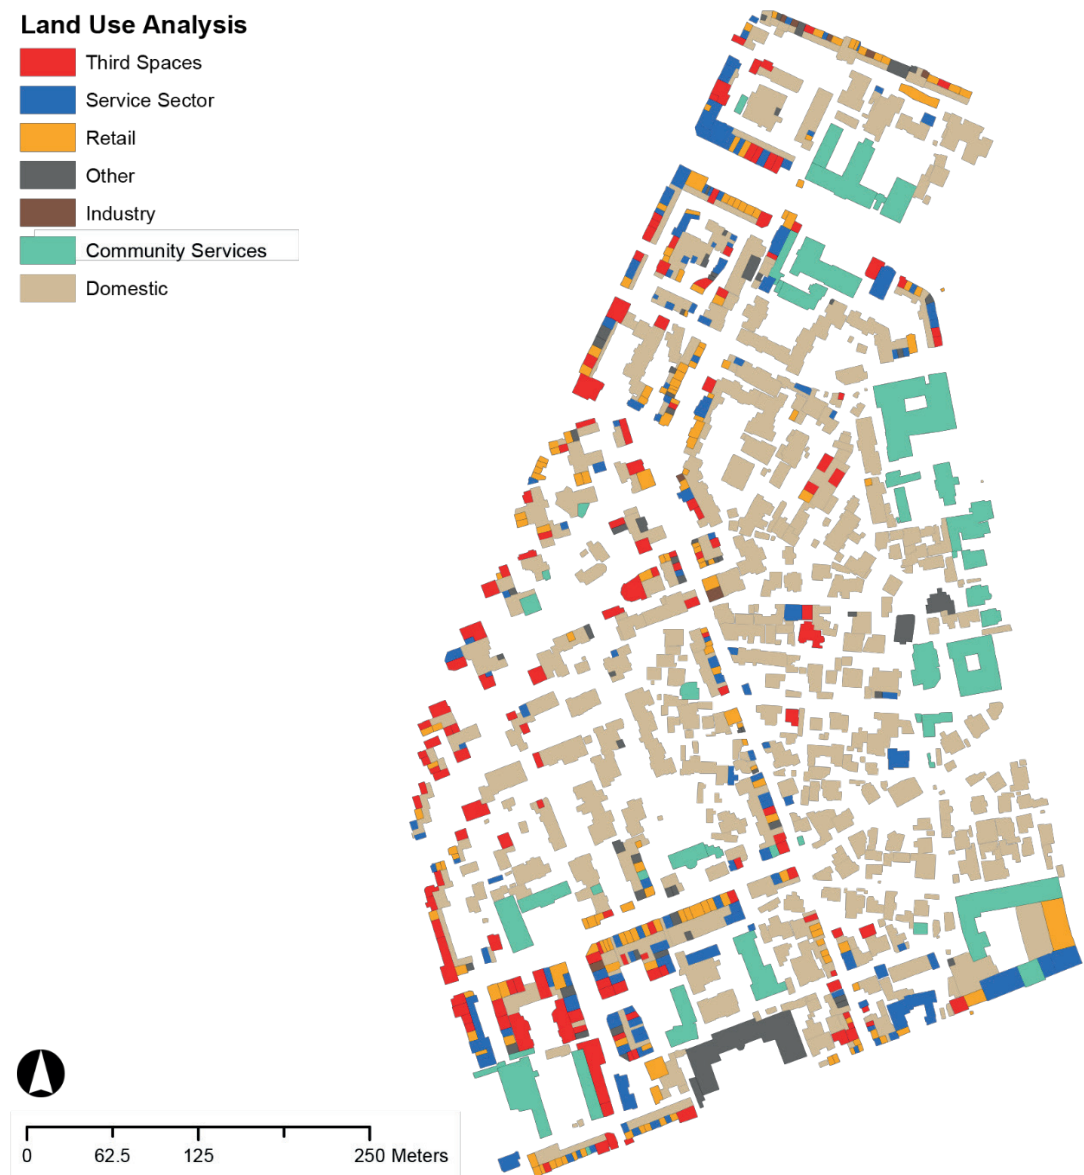 Land Use Analysis
Third Spaces
Service Sector
Retail
Other
Industry
Community Services
Domestic
0 62.5 125 250 Meters